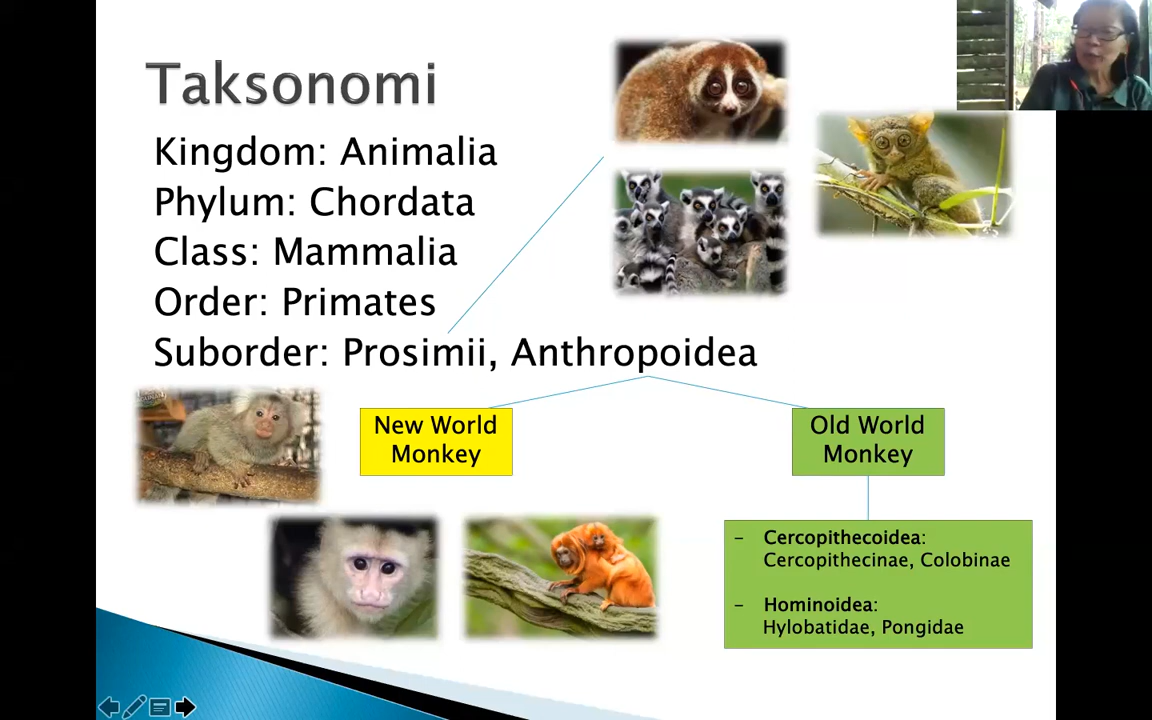 Taksonomi
Kingdom: Animalia
Phylum: Chordata
Class: Mammalia
Order: Primates
Suborder: Prosimii, Anthropoidea
New World
Monkey
Old World
Monkey
- Cercopithecoidea:
Cercopithecinae, Colobinae
- Hominoidea:
Hylobatidae, Pongidae